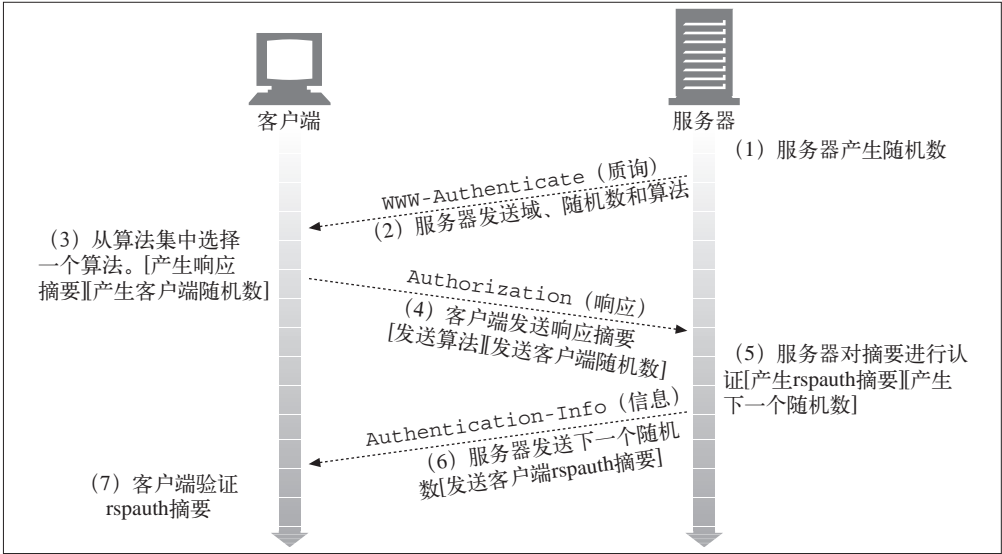 客户端
服务器
（1）服务器产生随机数
WWW-Authenticate（质询）
（2）服务器发送域、随机数和算法
（3）从算法集中选择
一个算法。[产生响应
摘要][产生客户端随机数]
Authorization（响应）
（4）客户端发送响应摘要
[发送算法][发送客户端随机数]
（5）服务器对摘要进行认
证[产生rspauth摘要][产生
下一个随机数]
Authentication-Info（信息）
（6）服务器发送下一个随机
数[发送客户端rspauth摘要]
（7）客户端验证
rspauth摘要